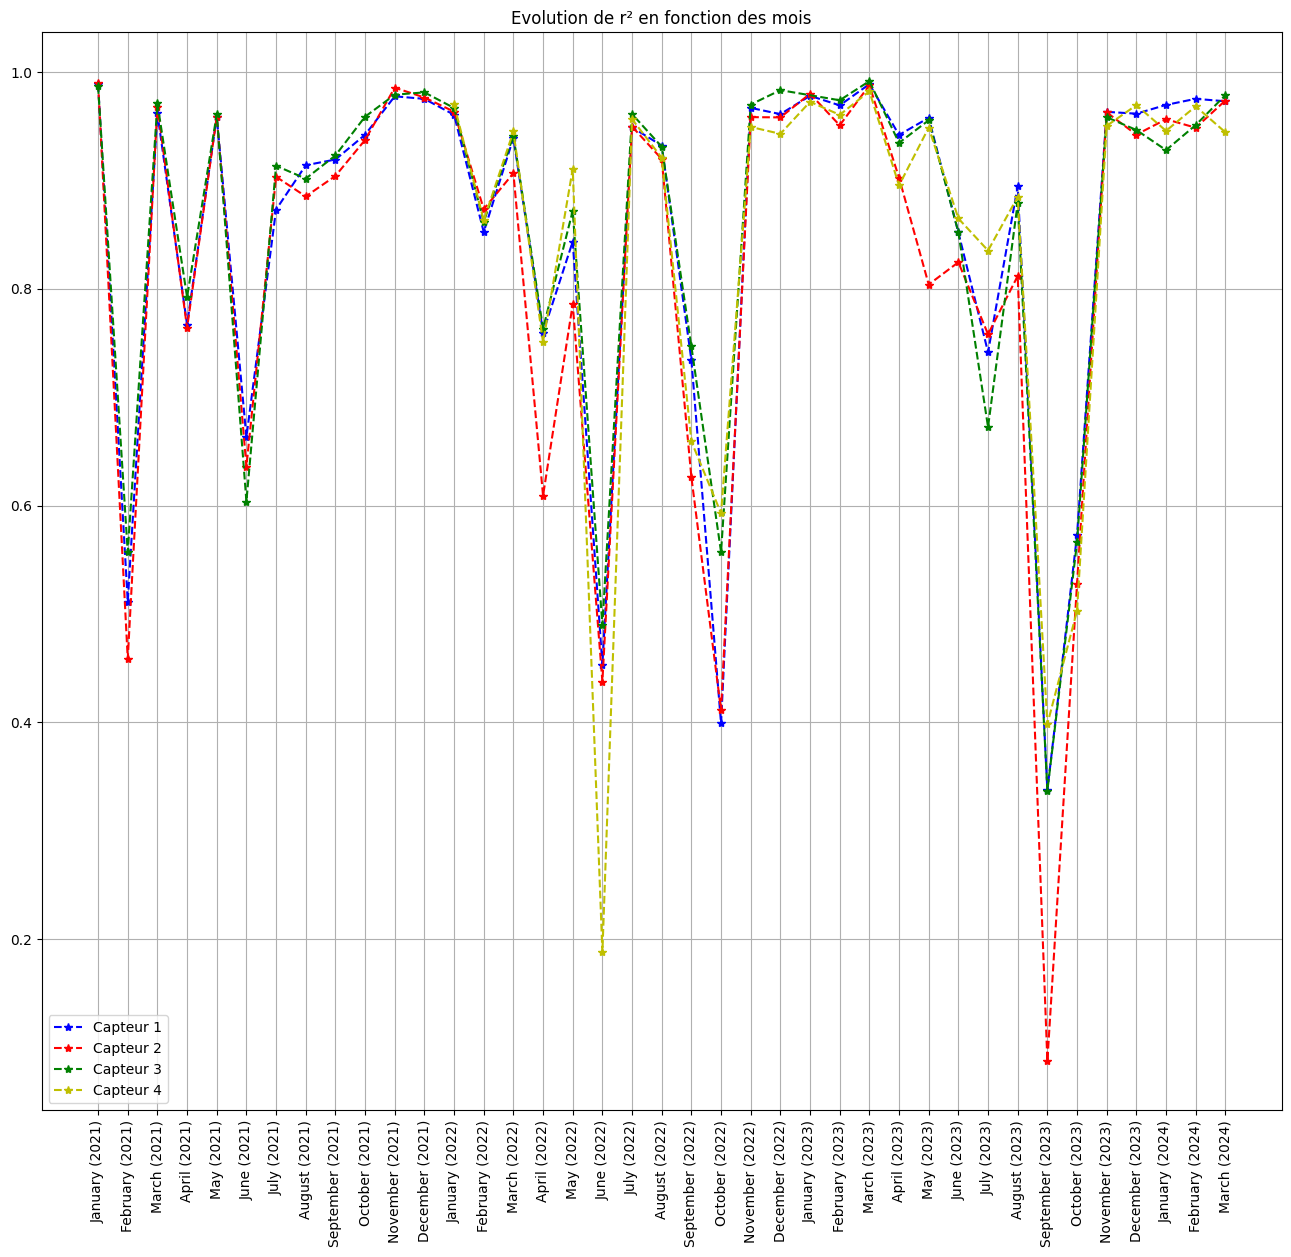 Evolution de r² en fonction des mois
1.0
0.8
0.6
0.4
0.2
Capteur 1
Capteur 2
Capteur 3
Capteur 4
January (2021)
February (2021)
March (2021)
April (2021)
May (2021)
June (2021)
July (2021)
August (2021)
September (2021)
October (2021)
November (2021)
December (2021)
January (2022)
February (2022)
March (2022)
April (2022)
May (2022)
June (2022)
July (2022)
August (2022)
September (2022)
October (2022)
November (2022)
December (2022)
January (2023)
February (2023)
March (2023)
April (2023)
May (2023)
June (2023)
July (2023)
August (2023)
September (2023)
October (2023)
November (2023)
December (2023)
January (2024)
February (2024)
March (2024)